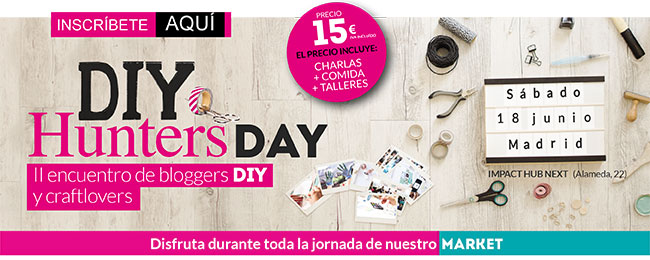 INSCRÍBETE AQUÍ
PRECIO
15€
IVA INCLUÍDO
EL PRECIO INCLUYE:
CHARLAS
+ COMIDA
+ TALLERES
DIY
Hunters DAY
II encuentro de bloggers DIY
y craftlovers
Sábado
18 junio
Madrid
IMPACT HUB NEXT (Alameda, 22)
Disfruta durante toda la jornada de nuestro MARKET